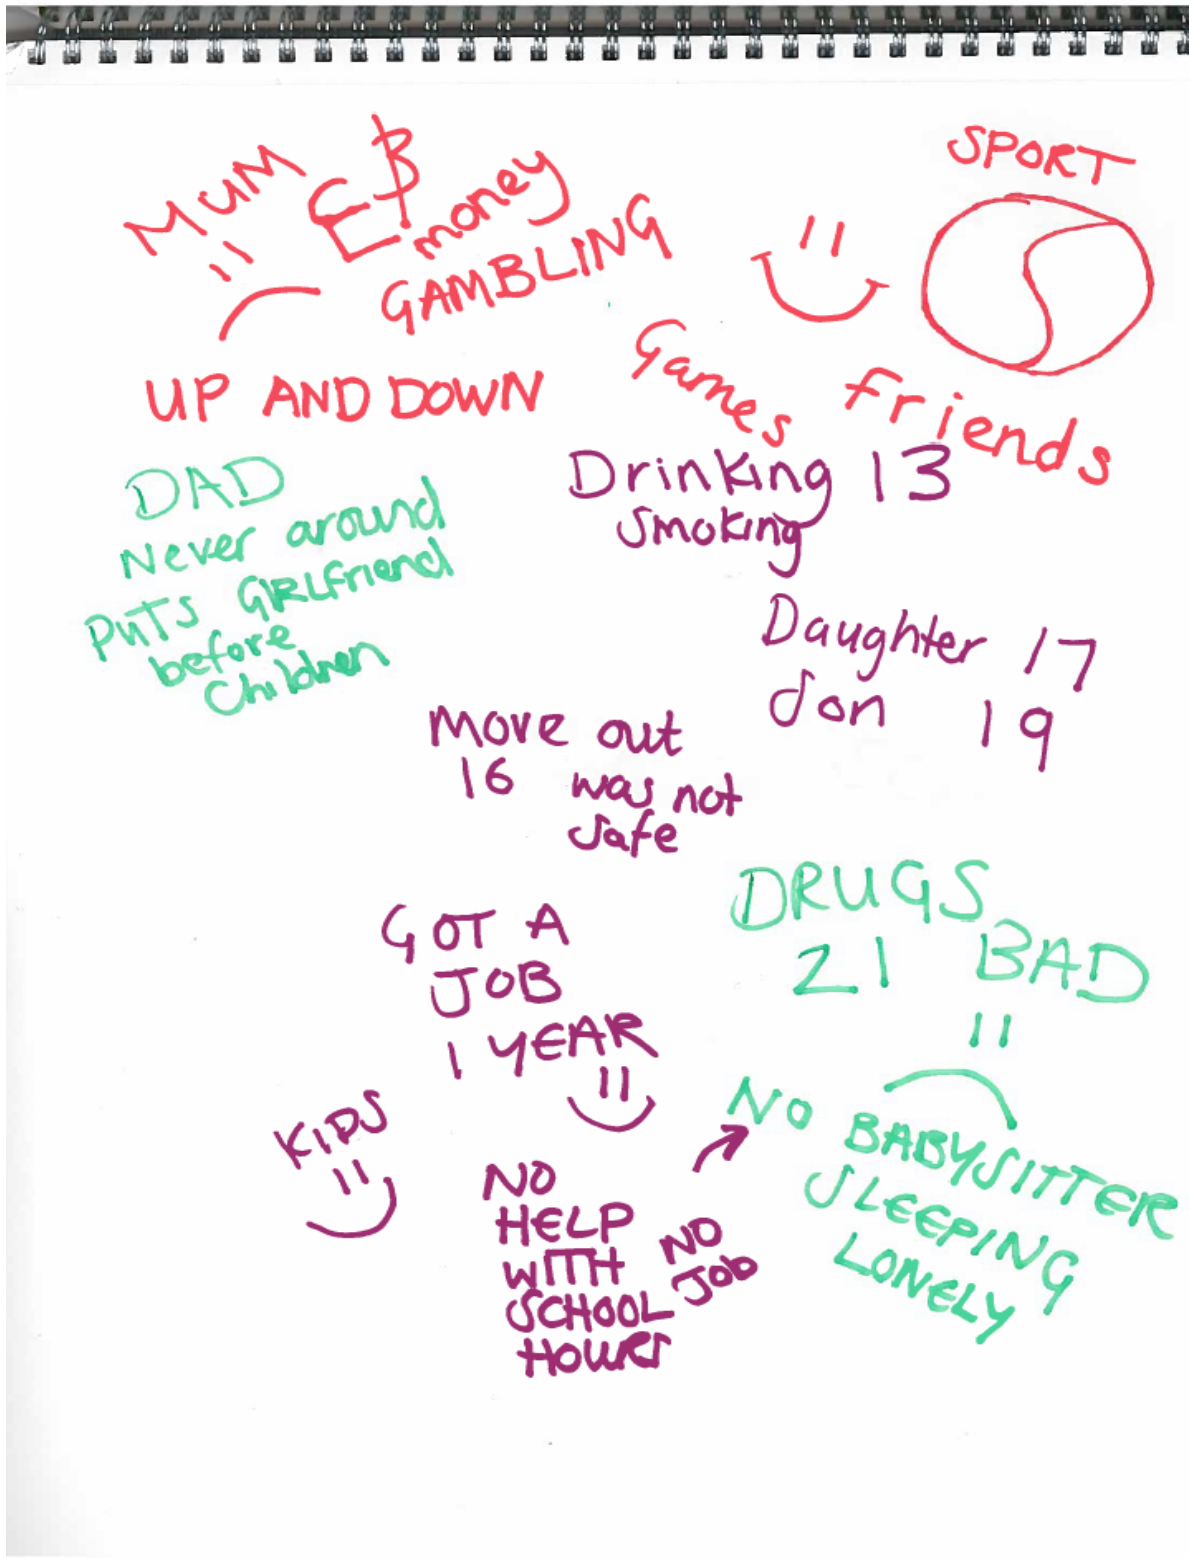 MUM
£ $
money
GAMBLING
UP AND DOWN
SPORT
Games
friends
DAD
Never around
PUTS GIRLfriend
before
Children
Drinking 13
Smoking
Daughter 17
Son 19
Move out
16 was not
Safe
GOT A
JOB
1 YEAR
KIDS
NO
HELP
WITH
SCHOOL
HOURS
NO
Job
DRUGS
21 BAD
NO BABYSITTER
SLEEPING
LONELY